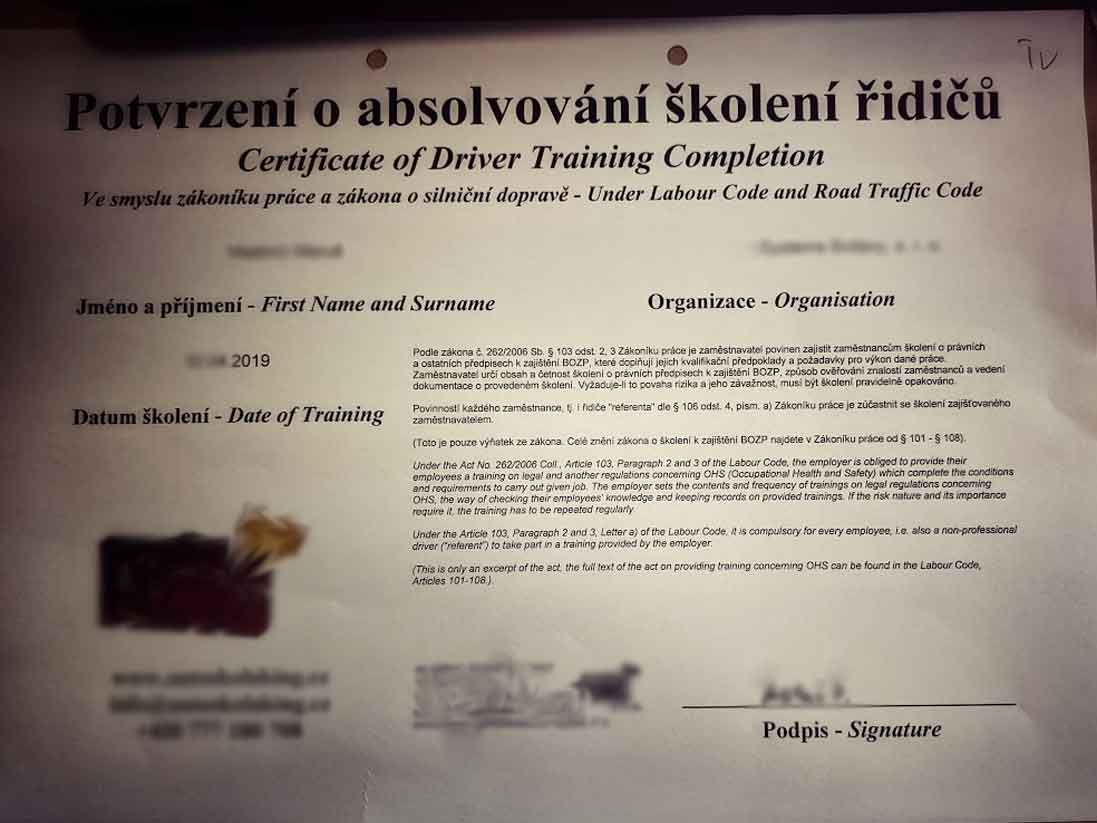 TV
Potvrzení o absolvování školení řidičů
Certificate of Driver Training Completion
Ve smyslu zákoníku práce a zákona o silniční dopravě - Under Labour Code and Road Traffic Code
Jméno a příjmení - First Name and Surname
Organizace - Organisation
2019
Datum školení - Date of Training
Podle zákona č. 262/2006 Sb. § 103 odst. 2, 3 Zákoníku práce je zaměstnavatel povinen zajistit zaměstnancům školení o právních
a ostatních předpisech k zajištění BOZP, které doplňují jejich kvalifikační předpoklady a požadavky pro výkon dané práce.
Zaměstnavatel určí obsah a četnost školení o právních předpisech k zajištění BOZP, způsob ověřování znalostí zaměstnanců a vedení
dokumentace o provedeném školení. Vyžaduje-li to povaha rizika a jeho závažnost, musí být školení pravidelně opakováno.
Povinností každého zaměstnance, tj. i řidiče "referenta" dle § 106 odst. 4, písm. a) Zákoníku práce je zúčastnit se školení zajišťovaného
zaměstnavatelem.
(Toto je pouze výňatek ze zákona. Celé znění zákona o školení k zajištění BOZP najdete v Zákoníku práce od § 101 - § 108).
Under the Act No. 262/2006 Coll., Article 103, Paragraph 2 and 3 of the Labour Code, the employer is obliged to provide their
employees a training on legal and another regulations concerning OHS (Occupational Health and Safety) which complete the conditions
and requirements to carry out given job. The employer sets the contents and frequency of trainings on legal regulations concerning
OHS, the way of checking their employees' knowledge and keeping records on provided trainings. If the risk nature and its importance
require it, the training has to be repeated regularly.
Under the Article 103, Paragraph 2 and 3, Letter a) of the Labour Code, it is compulsory for every employee, i.e. also a non-professional
driver ("referent") to take part in a training provided by the employer.
(This is only an excerpt of the act, the full text of the act on providing training concerning OHS can be found in the Labour Code,
Articles 101-108.).
Podpis - Signature